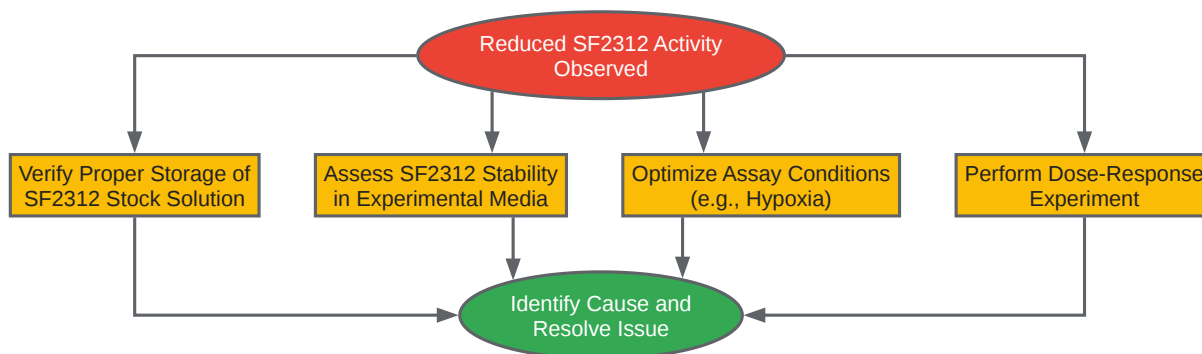 Reduced SF2312 Activity
Observed
Verify Proper Storage of
SF2312 Stock Solution
Assess SF2312 Stability
in Experimental Media
Optimize Assay Conditions
(e.g., Hypoxia)
Perform Dose-Response
Experiment
Identify Cause and
Resolve Issue